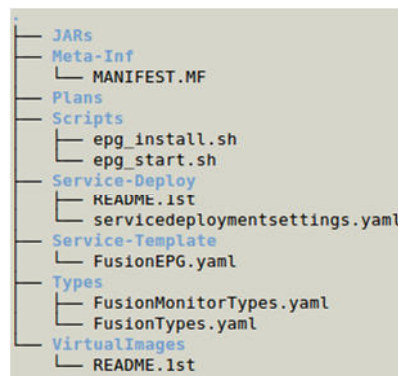 .
├── JARs
├── Meta-Inf
│   └── MANIFEST.MF
├── Plans
├── Scripts
│   ├── epg_install.sh
│   └── epg_start.sh
├── Service-Deploy
│   ├── README.1st
│   └── servicedeploymentsettings.yaml
├── Service-Template
│   └── FusionEPG.yaml
├── Types
│   ├── FusionMonitorTypes.yaml
│   └── FusionTypes.yaml
└── VirtualImages
    └── README.1st